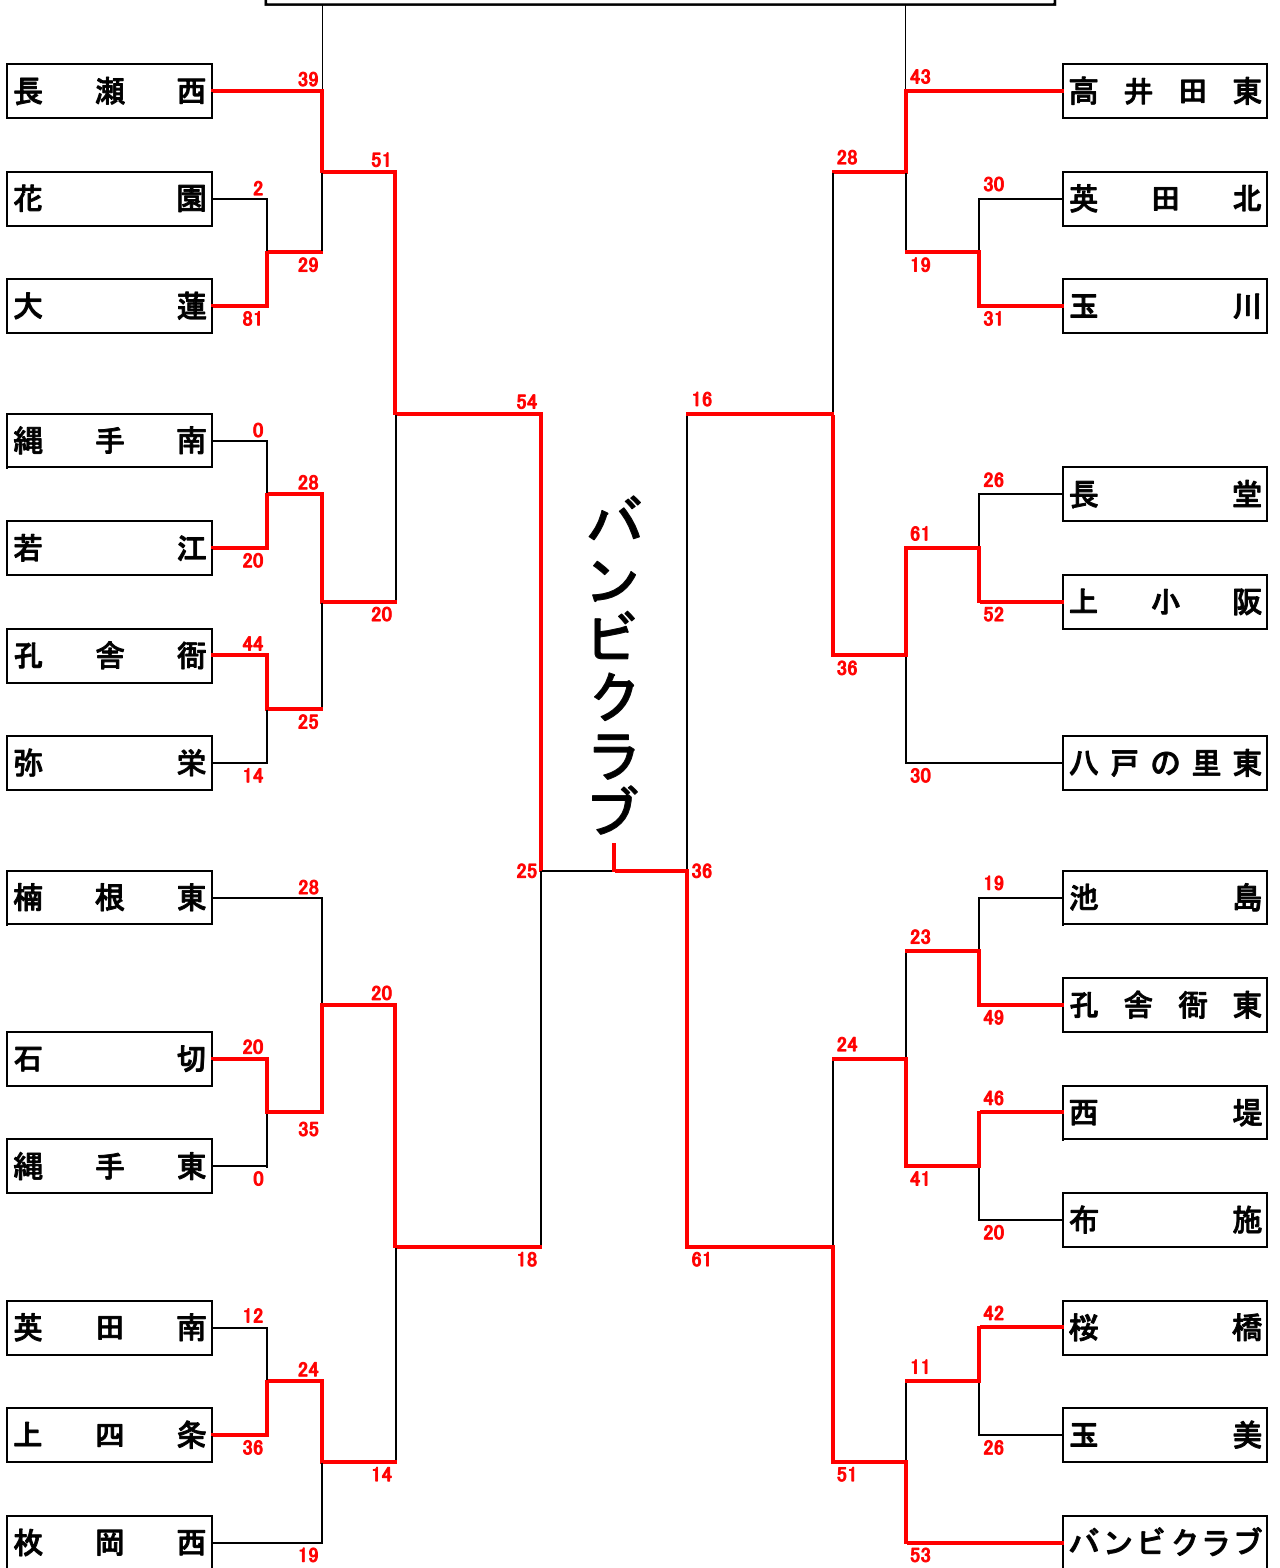 長瀬西
39
43
高井田東
51
28
花園
2
30
英田北
29
19
大蓮
81
31
玉川
54
16
縄手南
0
28
26
長堂
61
若江
20
52
上小阪
20
孔舎衙
44
36
25
弥栄
14
30
八戸の里東
バンビクラブ
25
36
楠根東
28
19
池島
23
20
49
孔舎衙東
石切
20
24
35
46
西堤
縄手東
0
41
20
布施
18
61
英田南
12
42
桜橋
24
11
上四条
36
26
玉美
14
51
枚岡西
19
53
バンビクラブ